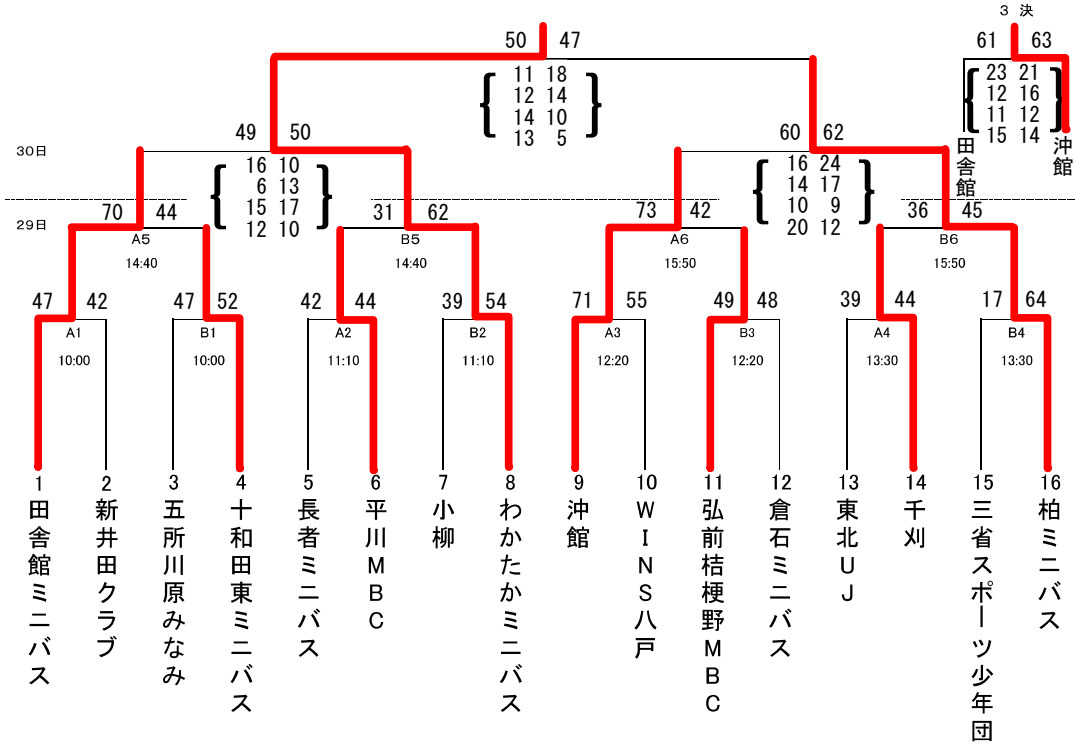 3 決
50 47
61 63
11 18
12 14
14 10
13 5
23 21
12 16
11 12
15 14
田舎館
沖館
49 50
60 62
30日
16 10
6 13
15 17
12 10
16 24
14 17
10 9
20 12
29日
70 44
31 62
73 42
36 45
A5
B5
A6
B6
14:40
14:40
15:50
15:50
47 42
47 52
42 44
39 54
71 55
49 48
39 44
17 64
A1
B1
A2
B2
A3
B3
A4
B4
10:00
10:00
11:10
11:10
12:20
12:20
13:30
13:30
1 田舎館ミニバス
2 新井田クラブ
3 五所川原みなみ
4 十和田東ミニバス
5 長者ミニバス
6 平川MBC
7 小柳
8 わかたかミニバス
9 沖館
10 WINS八戸
11 弘前桔梗野MBC
12 倉石ミニバス
13 東北UJ
14 千刈
15 三省スポーツ少年団
16 柏ミニバス